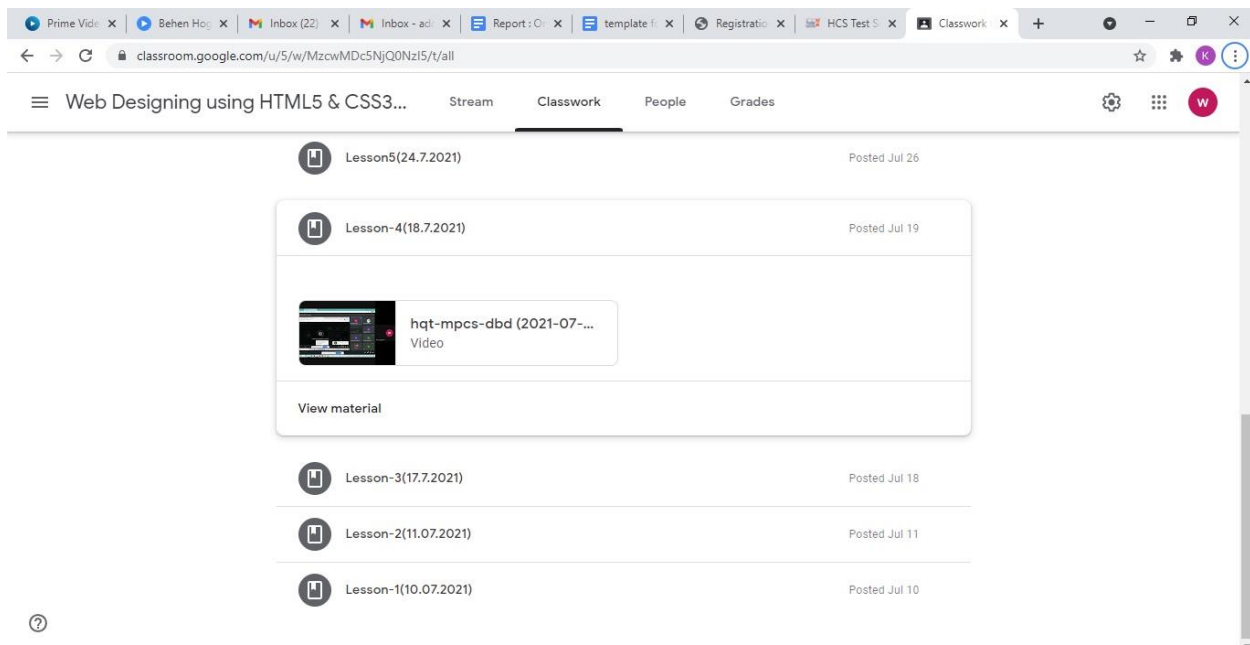 Prime Vide Behen Hog Inbox (22) Inbox - ad Report : O template f Registratio HCS Test S Classwork
classroom.google.com/u/5/w/MzcwMDc5NjQ0NzI5/t/all K
Web Designing using HTML5 & CSS3... Stream Classwork People Grades W
Lesson5(24.7.2021) Posted Jul 26
Lesson-4(18.7.2021) Posted Jul 19
hqt-mpcs-dbd (2021-07-...
Video
View material
Lesson-3(17.7.2021) Posted Jul 18
Lesson-2(11.07.2021) Posted Jul 11
Lesson-1(10.07.2021) Posted Jul 10